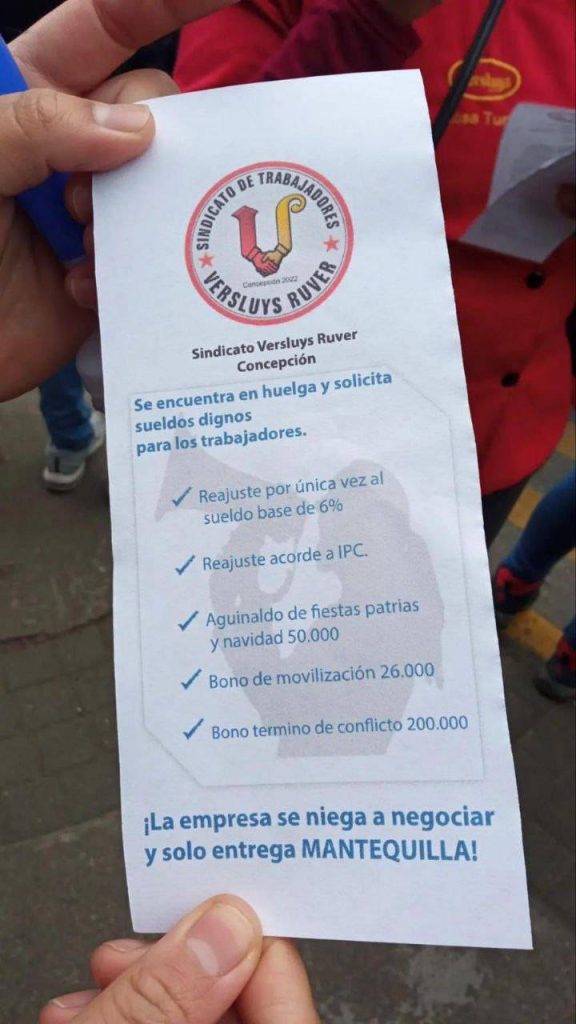 SINDICATO DE TRABAJADORES
Concepción 2022
VERSLUYS RUVER
Sindicato Versluys Ruver
Concepción
Se encuentra en huelga y solicita
sueldos dignos
para los trabajadores.
Reajuste por única vez al
sueldo base de 6%
Reajuste acorde a IPC.
Aguinaldo de fiestas patrias
y navidad 50.000
Bono de movilización 26.000
Bono termino de conflicto 200.000
¡La empresa se niega a negociar
y solo entrega MANTEQUILLA!